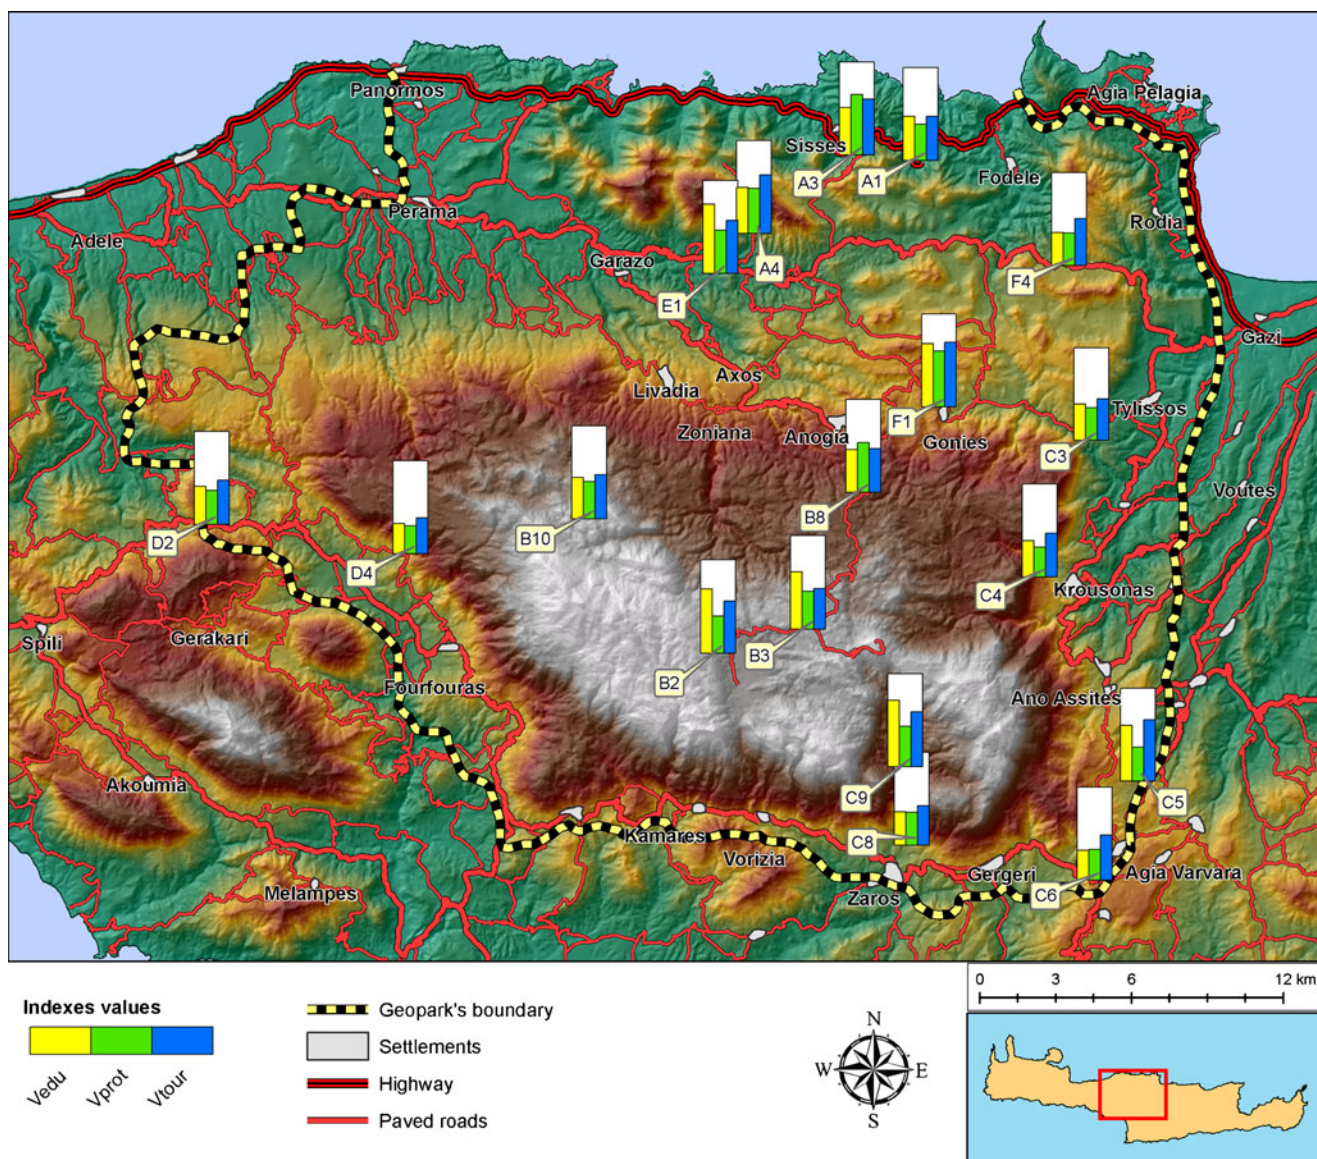 Panormos
Agia Pelagia
Sisses
A3
A1
Fodele
Perama
Rodia
Adele
Garazo
A4
F4
E1
Gazi
Axos
Livadia
Tylissos
Zoniana
Anogia
F1
Gonies
C3
Voutes
B8
D2
B10
D4
C4
Krousonas
Spili
Gerakari
B3
B2
Fourfouras
Ano Assites
Akoumia
C9
C5
Kamares
C8
Vorizia
Gergeri
Agia Varvara
Melampes
Zaros
C6
Indexes values
Vedu
Vprot
Vtour
Geopark's boundary
Settlements
Highway
Paved roads
N
W
E
S
0 3 6 12 km